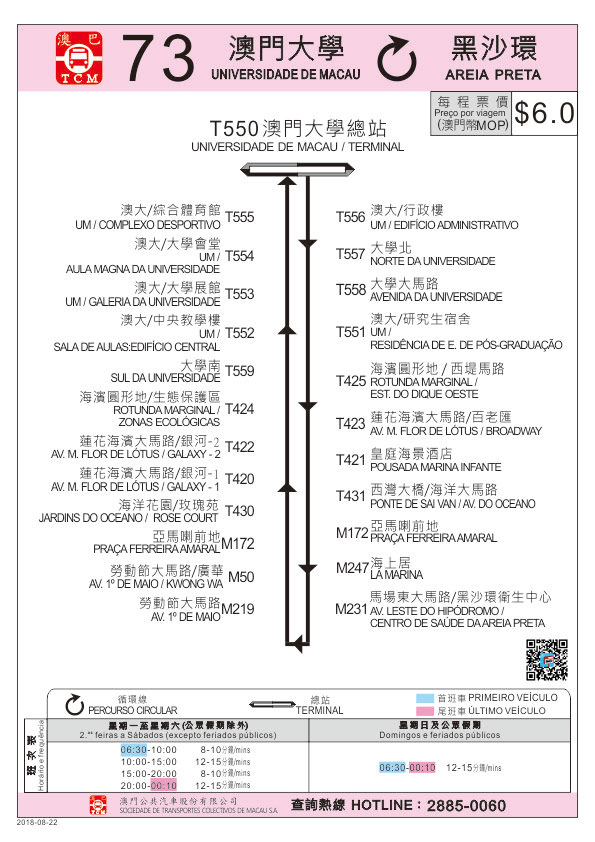 澳 巴
TCM
73
澳門大學
UNIVERSIDADE DE MACAU
黑沙環
AREIA PRETA
每程票價
Preço por viagem
(澳門幣MOP)
$6.0
T550 澳門大學總站
UNIVERSIDADE DE MACAU / TERMINAL
澳大/綜合體育館
UM / COMPLEXO DESPORTIVO
T555
澳大/大學會堂
UM /
AULA MAGNA DA UNIVERSIDADE
T554
澳大/大學展館
UM / GALERIA DA UNIVERSIDADE
T553
澳大/中央教學樓
UM /
SALA DE AULAS:EDIFÍCIO CENTRAL
T552
大學南
SUL DA UNIVERSIDADE
T559
海濱圓形地/生態保護區
ROTUNDA MARGINAL /
ZONAS ECOLÓGICAS
T424
蓮花海濱大馬路/銀河-2
AV. M. FLOR DE LÓTUS / GALAXY - 2
T422
蓮花海濱大馬路/銀河-1
AV. M. FLOR DE LÓTUS / GALAXY - 1
T420
海洋花園/玫瑰苑
JARDINS DO OCEANO / ROSE COURT
T430
亞馬喇前地
PRAÇA FERREIRA AMARAL
M172
勞動節大馬路/廣華
AV. 1º DE MAIO / KWONG WA
M50
勞動節大馬路
AV. 1º DE MAIO
M219
T556
澳大/行政樓
UM / EDIFÍCIO ADMINISTRATIVO
T557
大學北
NORTE DA UNIVERSIDADE
T558
大學大馬路
AVENIDA DA UNIVERSIDADE
T551
澳大/研究生宿舍
UM /
RESIDÊNCIA DE E. DE PÓS-GRADUAÇÃO
T425
海濱圓形地 / 西堤馬路
ROTUNDA MARGINAL /
EST. DO DIQUE OESTE
T423
蓮花海濱大馬路/百老匯
AV. M. FLOR DE LÓTUS / BROADWAY
T421
皇庭海景酒店
POUSADA MARINA INFANTE
T431
西灣大橋/海洋大馬路
PONTE DE SAI VAN / AV. DO OCEANO
M172
亞馬喇前地
PRAÇA FERREIRA AMARAL
M247
海上居
LA MARINA
M231
馬場東大馬路/黑沙環衛生中心
AV. LESTE DO HIPÓDROMO /
CENTRO DE SAÚDE DA AREIA PRETA
循環線
PERCURSO CIRCULAR
總站
TERMINAL
首班車 PRIMEIRO VEÍCULO
尾班車 ÚLTIMO VEÍCULO
班次表
Horário e frequência
星期一至星期六 (公眾假期除外)
2.ªˢ feiras a Sábados (excepto feriados públicos)
06:30-10:00 8-10分鐘/mins
10:00-15:00 12-15分鐘/mins
15:00-20:00 8-10分鐘/mins
20:00-00:10 12-15分鐘/mins
星期日及公眾假期
Domingos e feriados públicos
06:30-00:10 12-15分鐘/mins
TCM
澳門公共汽車股份有限公司
SOCIEDADE DE TRANSPORTES COLECTIVOS DE MACAU S.A.
查詢熱線 HOTLINE : 2885-0060
2018-08-22